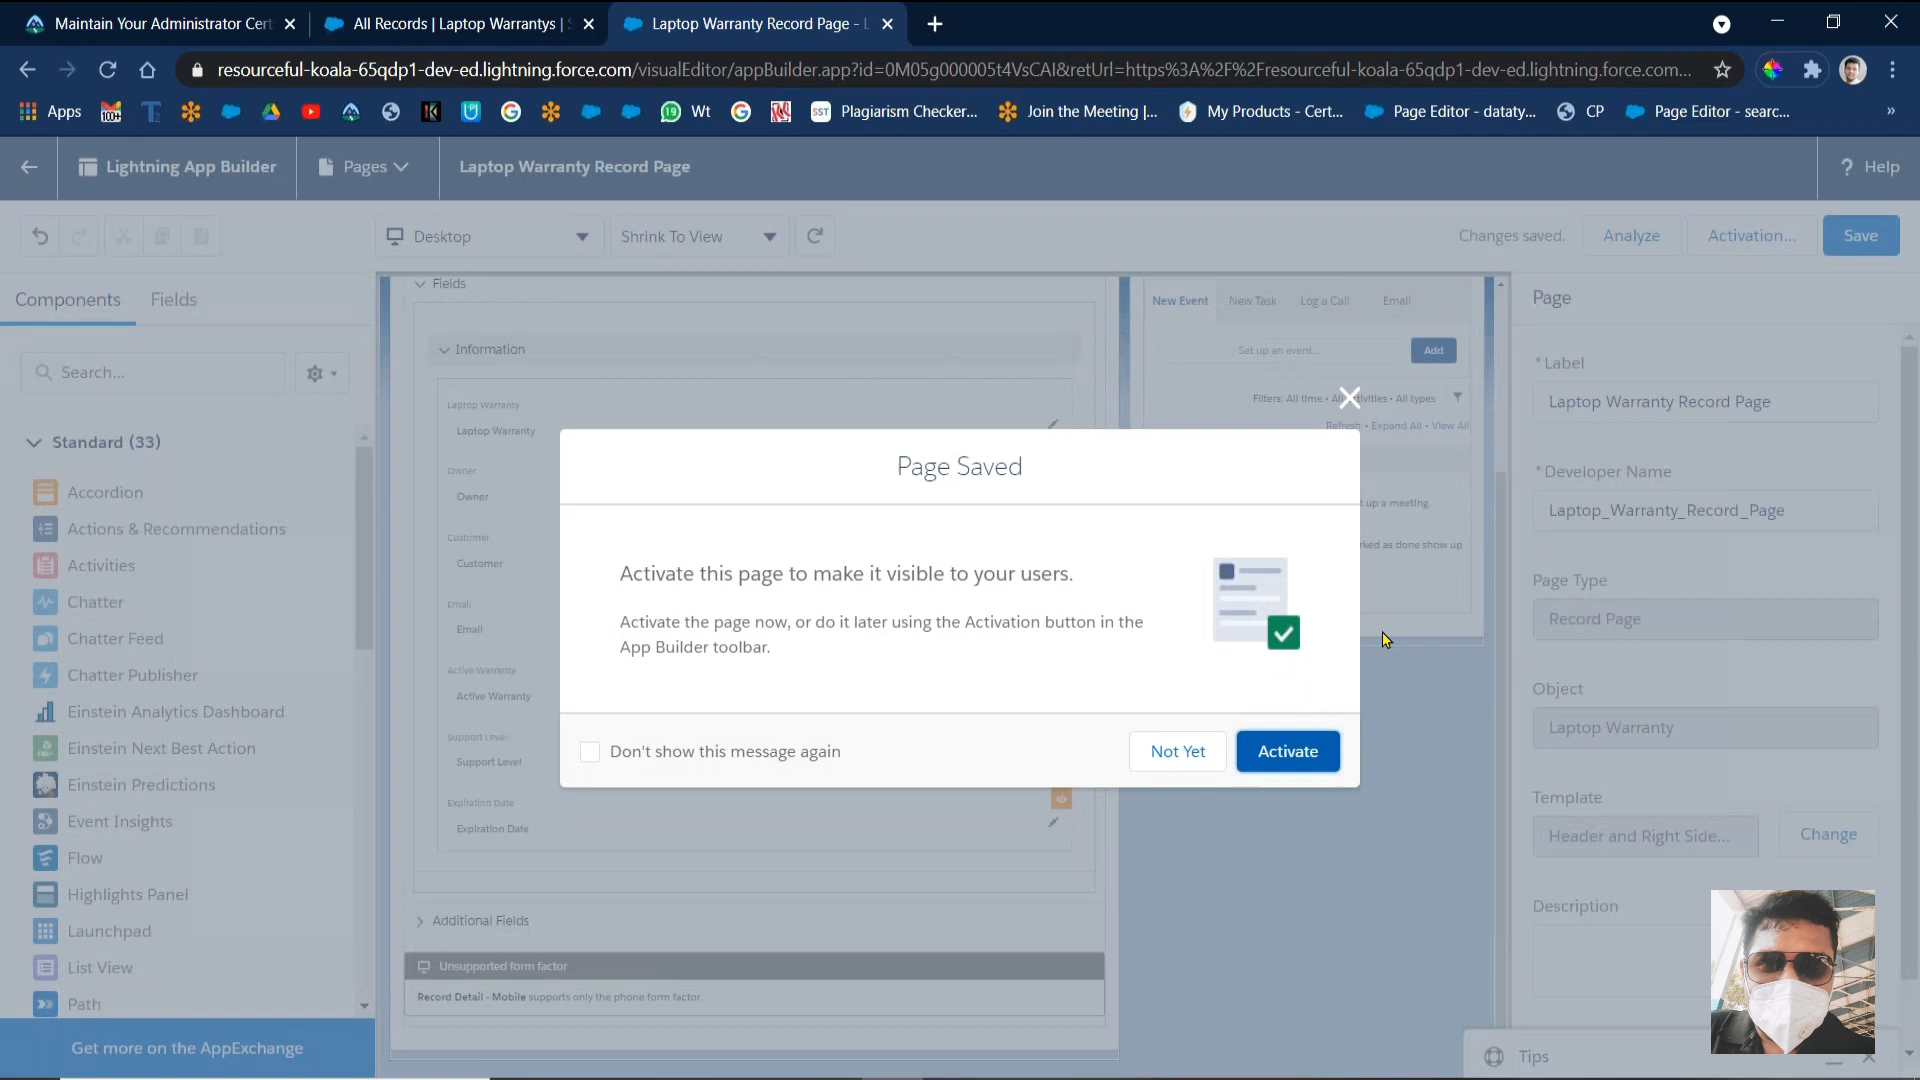 Maintain Your Administrator Cert
All Records | Laptop Warrantys | S
Laptop Warranty Record Page - L
resourceful-koala-65qdp1-dev-ed.lightning.force.com/visualEditor/appBuilder.app?id=0M05g000005t4VsCAI&retUrl=https%3A%2F%2Fresourceful-koala-65qdp1-dev-ed.lightning.force.com...
Apps
100+
19
Wt
SST
Plagiarism Checker...
Join the Meeting |...
My Products - Cert...
Page Editor - dataty...
CP
Page Editor - searc...
»
Lightning App Builder
Pages
Laptop Warranty Record Page
? Help
Desktop
Shrink To View
Changes saved.
Analyze
Activation...
Save
Components
Fields
Search...
Standard (33)
Accordion
Actions & Recommendations
Activities
Chatter
Chatter Feed
Chatter Publisher
Einstein Analytics Dashboard
Einstein Next Best Action
Einstein Predictions
Event Insights
Flow
Highlights Panel
Launchpad
List View
Path
Get more on the AppExchange
Fields
Information
Laptop Warranty
Laptop Warranty
Owner
Owner
Customer
Customer
Email
Email
Active Warranty
Active Warranty
Support Level
Support Level
Expiration Date
Expiration Date
Additional Fields
Unsupported form factor
Record Detail - Mobile supports only the phone form factor.
New Event
New Task
Log a Call
Email
Set up an event...
Add
Filters: All time • All activities • All types
Refresh • Expand All • View All
up a meeting.
rked as done show up
Page Saved
Activate this page to make it visible to your users.
Activate the page now, or do it later using the Activation button in the
App Builder toolbar.
Don't show this message again
Not Yet
Activate
Page
* Label
Laptop Warranty Record Page
* Developer Name
Laptop_Warranty_Record_Page
Page Type
Record Page
Object
Laptop Warranty
Template
Header and Right Side...
Change
Description
Tips